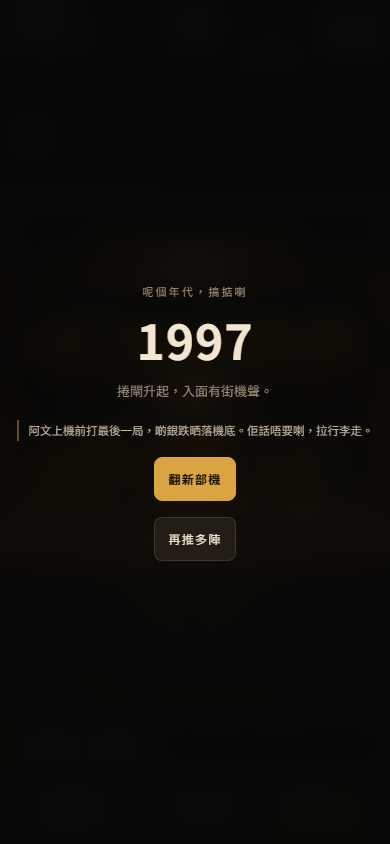 呢個年代，搞掂喇
1997
捲閘升起，入面有街機聲。
阿文上機前打最後一局，啲銀跌晒落機底。佢話唔要喇，拉行李走。
翻新部機
再推多陣